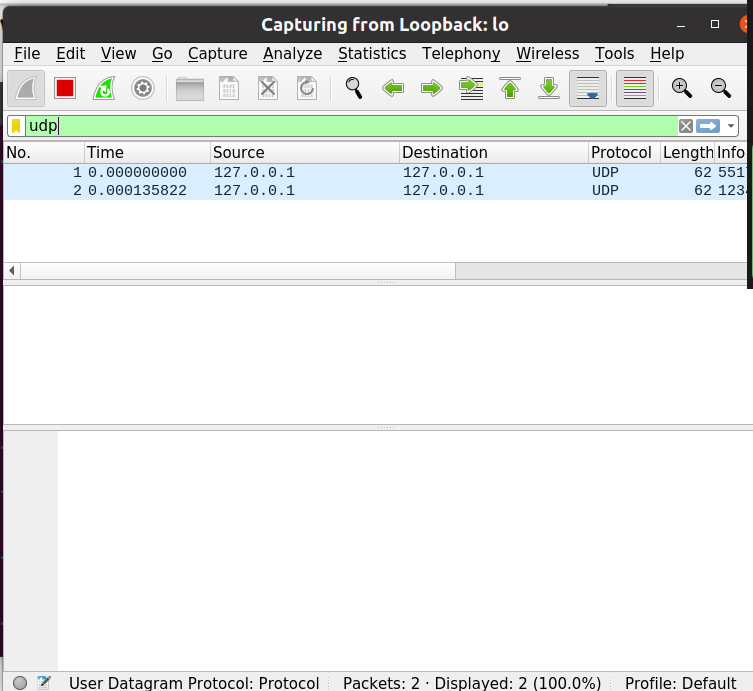 Capturing from Loopback: lo
File Edit View Go Capture Analyze Statistics Telephony Wireless Tools Help
udp
No. Time Source Destination Protocol Length Info
1 0.000000000 127.0.0.1 127.0.0.1 UDP 62 551
2 0.000135822 127.0.0.1 127.0.0.1 UDP 62 123
User Datagram Protocol: Protocol Packets: 2 · Displayed: 2 (100.0%) Profile: Default